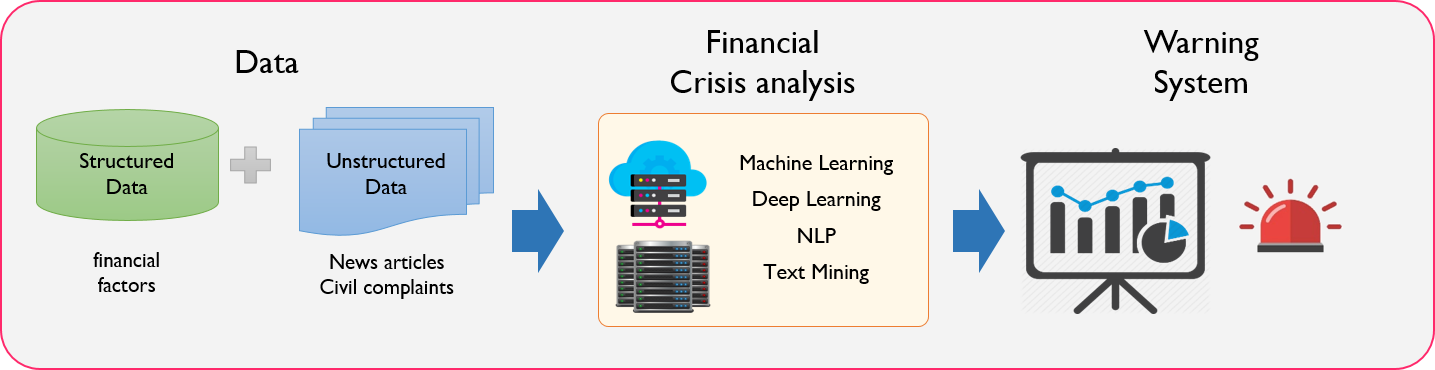 Data
Structured
Data
Unstructured
Data
financial
factors
News articles
Civil complaints
Financial
Crisis analysis
Machine Learning
Deep Learning
NLP
Text Mining
Warning
System